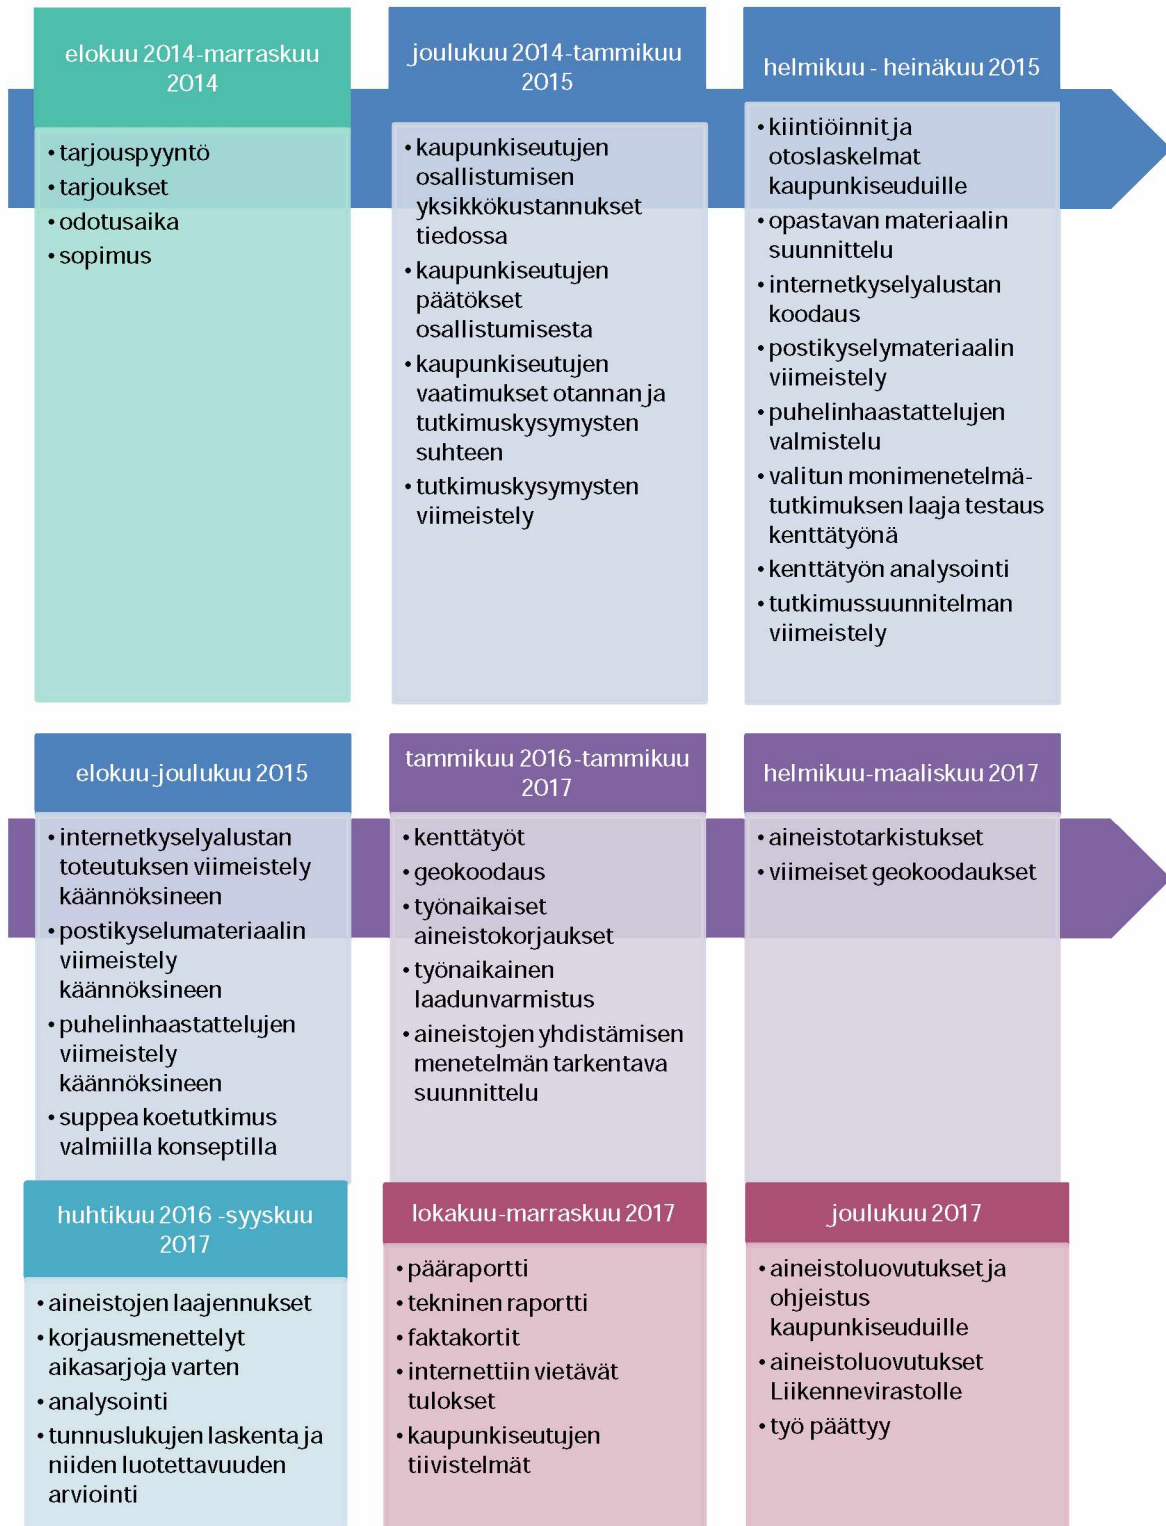 elokuu 2014-marraskuu
2014
• tarjouspyyntö
• tarjoukset
• odotusaika
• sopimus
joulukuu 2014-tammikuu
2015
• kaupunkiseutujen
osallistumisen
yksikkökustannukset
tiedossa
• kaupunkiseutujen
päätökset
osallistumisesta
• kaupunkiseutujen
vaatimukset otannan ja
tutkimuskysymysten
suhteen
• tutkimuskysymysten
viimeistely
helmikuu - heinäkuu 2015
• kiintiöinnit ja
otoslaskelmat
kaupunkiseuduille
• opastavan materiaalin
suunnittelu
• internetkyselyalustan
koodaus
• postikyselymateriaalin
viimeistely
• puhelinhaastattelujen
valmistelu
• valitun monimenetelmä-
tutkimuksen laaja testaus
kenttätyönä
• kenttätyön analysointi
• tutkimussuunnitelman
viimeistely
elokuu-joulukuu 2015
• internetkyselyalustan
toteutuksen viimeistely
käännöksineen
• postikyselumateriaalin
viimeistely
käännöksineen
• puhelinhaastattelujen
viimeistely
käännöksineen
• suppea koetutkimus
valmiilla konseptilla
tammikuu 2016-tammikuu
2017
• kenttätyöt
• geokoodaus
• työnaikaiset
aineistokorjaukset
• työnaikainen
laadunvarmistus
• aineistojen yhdistämisen
menetelmän tarkentava
suunnittelu
helmikuu-maaliskuu 2017
• aineistotarkistukset
• viimeiset geokoodaukset
huhtikuu 2016 -syyskuu
2017
• aineistojen laajennukset
• korjausmenettelyt
aikasarjoja varten
• analysointi
• tunnuslukujen laskenta ja
niiden luotettavuuden
arviointi
lokakuu-marraskuu 2017
• pääraportti
• tekninen raportti
• faktakortit
• internettiin vietävät
tulokset
• kaupunkiseutujen
tiivistelmät
joulukuu 2017
• aineistoluovutukset ja
ohjeistus
kaupunkiseuduille
• aineistoluovutukset
Liikennevirastolle
• työ päättyy